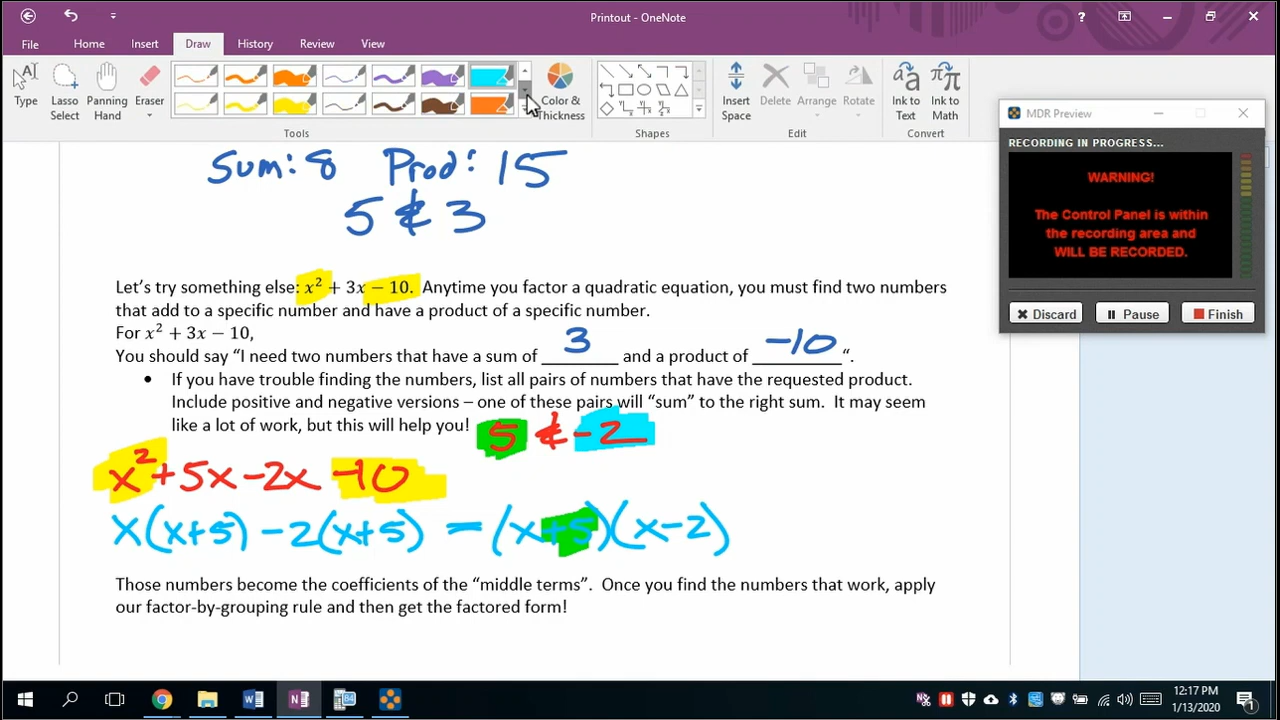 Printout - OneNote
File Home Insert Draw History Review View
Type Lasso Select Panning Hand Eraser Color & Thickness Insert Space Delete Arrange Rotate Ink to Text Ink to Math
Tools Shapes Edit Convert
MDR Preview
RECORDING IN PROGRESS...
WARNING!
The Control Panel is within
the recording area and
WILL BE RECORDED.
Discard Pause Finish
Sum: 8 Prod: 15
5 & 3
Let's try something else: x² + 3x − 10. Anytime you factor a quadratic equation, you must find two numbers
that add to a specific number and have a product of a specific number.
For x² + 3x − 10,
You should say "I need two numbers that have a sum of 3 and a product of -10 ".
• If you have trouble finding the numbers, list all pairs of numbers that have the requested product.
Include positive and negative versions – one of these pairs will "sum" to the right sum. It may seem
like a lot of work, but this will help you!
5 & -2
x²+5x-2x-10
x(x+5)-2(x+5) = (x+5)(x-2)
Those numbers become the coefficients of the "middle terms". Once you find the numbers that work, apply
our factor-by-grouping rule and then get the factored form!
12:17 PM
1/13/2020